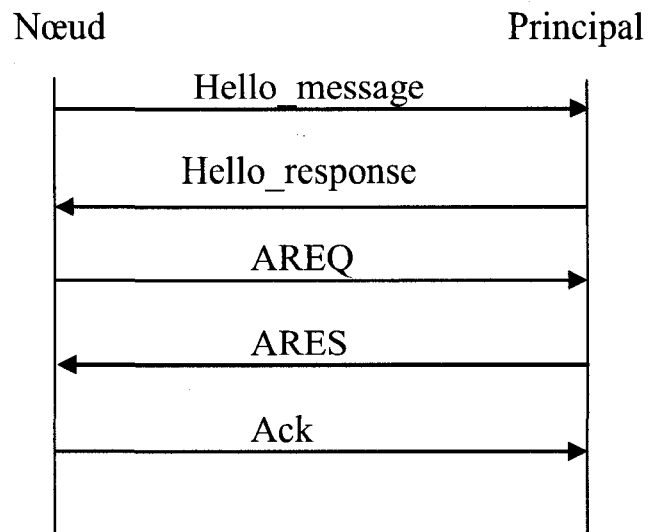 Nœud Principal
Hello_message
Hello_response
AREQ
ARES
Ack